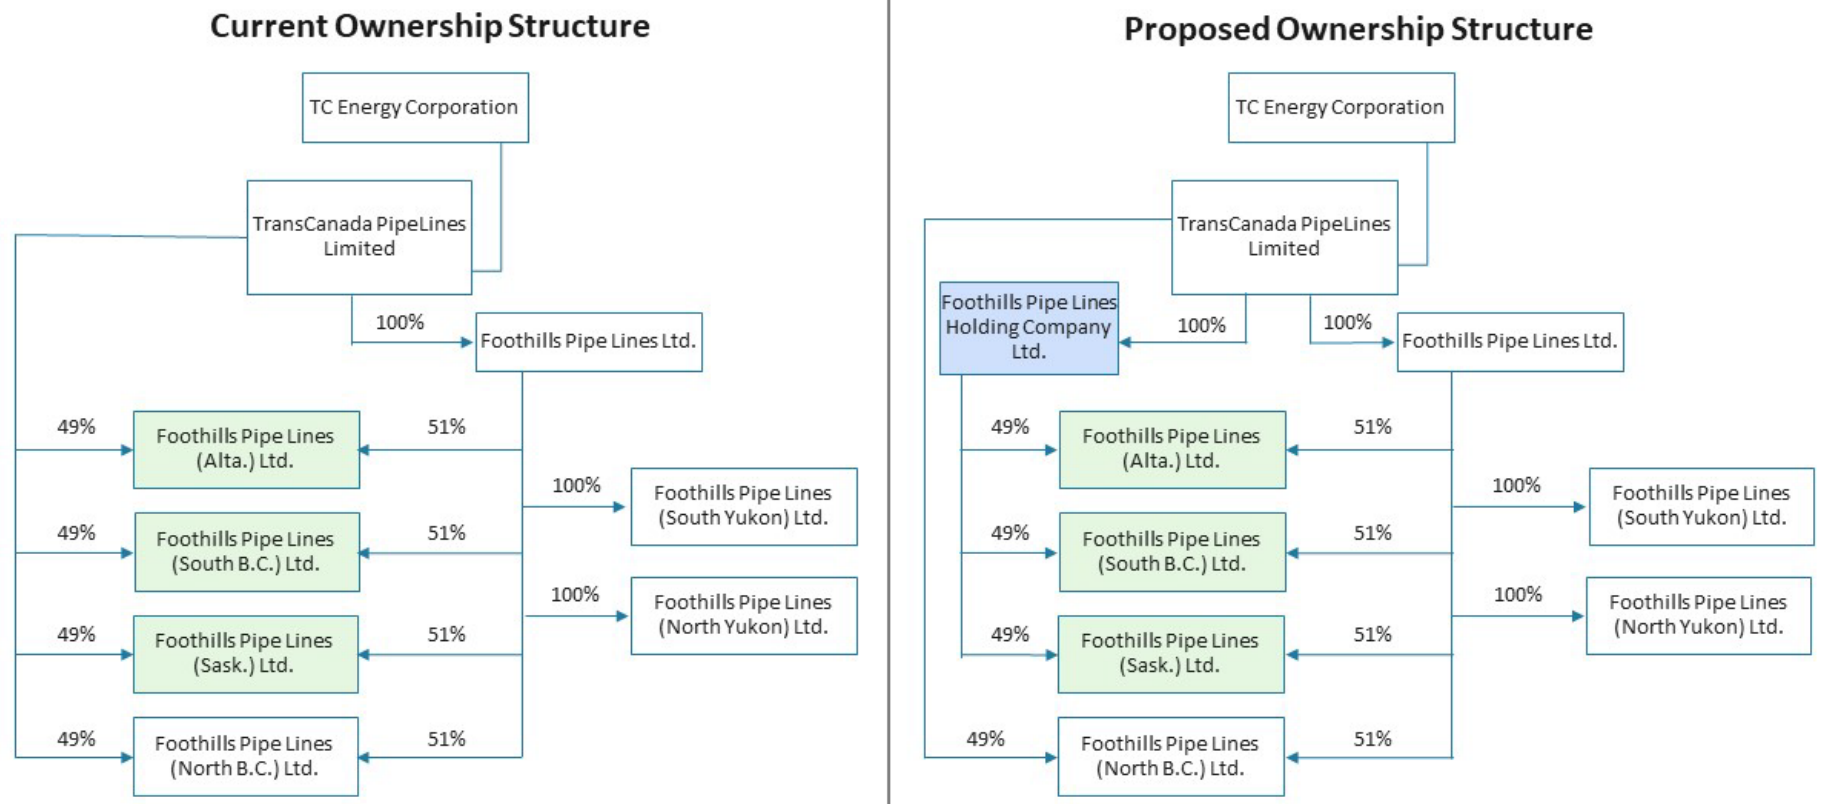 Current Ownership Structure
TC Energy Corporation
TransCanada PipeLines
Limited
100%
Foothills Pipe Lines Ltd.
49%
Foothills Pipe Lines
(Alta.) Ltd.
51%
100%
Foothills Pipe Lines
(South Yukon) Ltd.
49%
Foothills Pipe Lines
(South B.C.) Ltd.
51%
100%
Foothills Pipe Lines
(North Yukon) Ltd.
49%
Foothills Pipe Lines
(Sask.) Ltd.
51%
49%
Foothills Pipe Lines
(North B.C.) Ltd.
51%
Proposed Ownership Structure
TC Energy Corporation
TransCanada PipeLines
Limited
Foothills Pipe Lines
Holding Company
Ltd.
100%
100%
Foothills Pipe Lines Ltd.
49%
Foothills Pipe Lines
(Alta.) Ltd.
51%
100%
Foothills Pipe Lines
(South Yukon) Ltd.
49%
Foothills Pipe Lines
(South B.C.) Ltd.
51%
100%
Foothills Pipe Lines
(North Yukon) Ltd.
49%
Foothills Pipe Lines
(Sask.) Ltd.
51%
49%
Foothills Pipe Lines
(North B.C.) Ltd.
51%